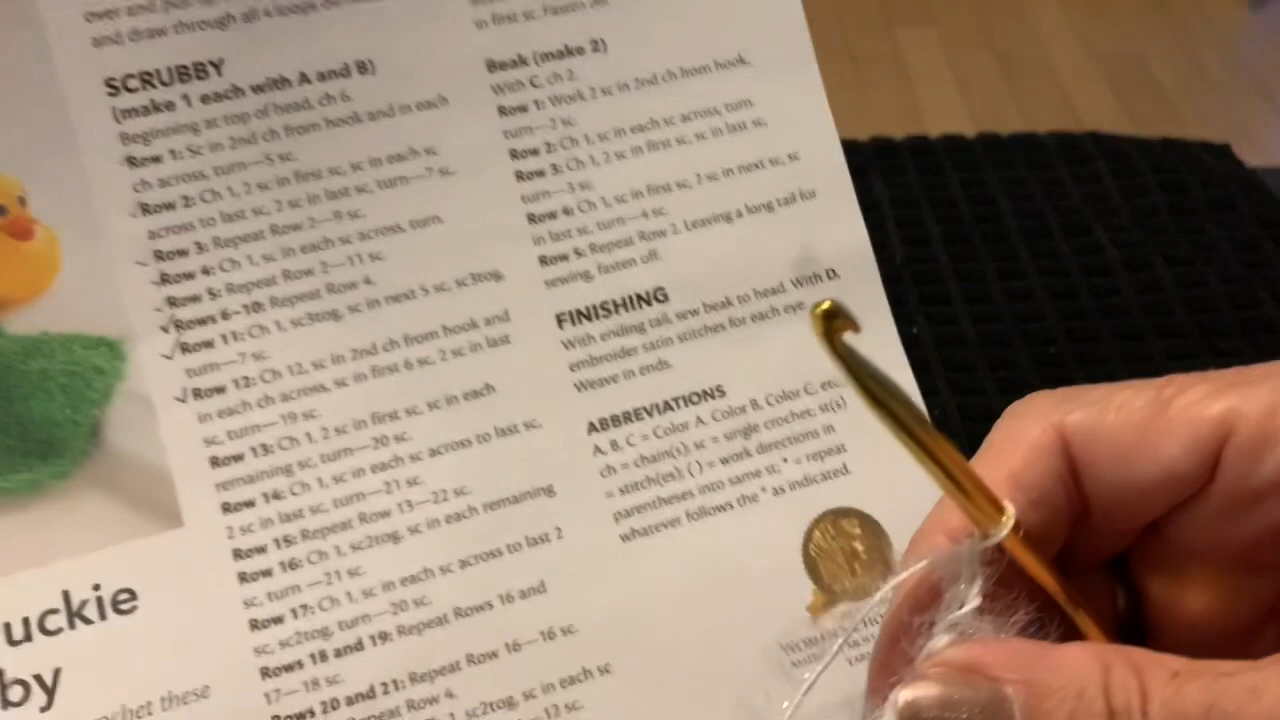 over and
and draw through all 4 loops
SCRUBBY
(make 1 each with A and B)
Beginning at top of head, ch 6.
Row 1: Sc in 2nd ch from hook and in each
ch across, turn—5 sc.
Row 2: Ch 1, 2 sc in first sc, sc in each sc
across to last sc, 2 sc in last sc, turn—7 sc.
Row 3: Repeat Row 2—9 sc.
Row 4: Ch 1, sc in each sc across, turn.
Row 5: Repeat Row 2—11 sc.
Rows 6–10: Repeat Row 4.
Row 11: Ch 1, sc3tog, sc in next 5 sc, sc3tog,
turn—7 sc.
Row 12: Ch 12, sc in 2nd ch from hook and
in each ch across, sc in first 6 sc, 2 sc in last
sc, turn—19 sc.
Row 13: Ch 1, 2 sc in first sc, sc in each
remaining sc, turn—20 sc.
Row 14: Ch 1, sc in each sc across to last sc,
2 sc in last sc, turn—21 sc.
Row 15: Repeat Row 13—22 sc.
Row 16: Ch 1, sc2tog, sc in each remaining
sc, turn —21 sc.
Row 17: Ch 1, sc in each sc across to last 2
sc, sc2tog, turn—20 sc.
Rows 18 and 19: Repeat Rows 16 and
17—18 sc.
Rows 20 and 21: Repeat Row 16—16 sc.
Repeat Row 4.
1, sc2tog, sc in each sc
sc.
in first sc. Fasten off.
Beak (make 2)
With C, ch 2.
Row 1: Work 2 sc in 2nd ch from hook,
turn—2 sc.
Row 2: Ch 1, sc in each sc across, turn.
Row 3: Ch 1, 2 sc in first sc, sc in last sc,
turn—3 sc.
Row 4: Ch 1, sc in first sc, 2 sc in next sc, sc
in last sc, turn—4 sc.
Row 5: Repeat Row 2. Leaving a long tail for
sewing, fasten off.
FINISHING
With ending tail, sew beak to head. With D,
embroider satin stitches for each eye.
Weave in ends.
ABBREVIATIONS
A, B, C = Color A, Color B, Color C, etc.
ch = chain(s); sc = single crochet; st(s)
= stitch(es); ( ) = work directions in
parentheses into same st; * = repeat
whatever follows the * as indicated.
uckie
by
ochet these